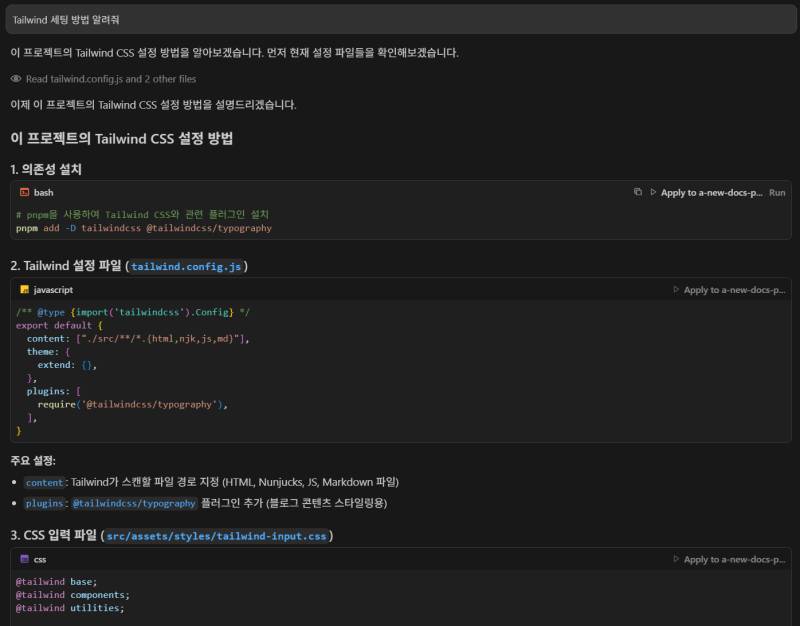 Tailwind 세팅 방법 알려줘
이 프로젝트의 Tailwind CSS 설정 방법을 알아보겠습니다. 먼저 현재 설정 파일들을 확인해보겠습니다.
Read tailwind.config.js and 2 other files
이제 이 프로젝트의 Tailwind CSS 설정 방법을 설명드리겠습니다.
이 프로젝트의 Tailwind CSS 설정 방법
1. 의존성 설치
bash Apply to a-new-docs-p... Run
# pnpm을 사용하여 Tailwind CSS와 관련 플러그인 설치
pnpm add -D tailwindcss @tailwindcss/typography
2. Tailwind 설정 파일 (tailwind.config.js)
javascript Apply to a-new-docs-p...
/** @type {import('tailwindcss').Config} */
export default {
  content: ["./src/**/*.{html,njk,js,md}"],
  theme: {
    extend: {},
  },
  plugins: [
    require('@tailwindcss/typography'),
  ],
}
주요 설정:
• content: Tailwind가 스캔할 파일 경로 지정 (HTML, Nunjucks, JS, Markdown 파일)
• plugins: @tailwindcss/typography 플러그인 추가 (블로그 콘텐츠 스타일링용)
3. CSS 입력 파일 (src/assets/styles/tailwind-input.css)
css Apply to a-new-docs-p...
@tailwind base;
@tailwind components;
@tailwind utilities;